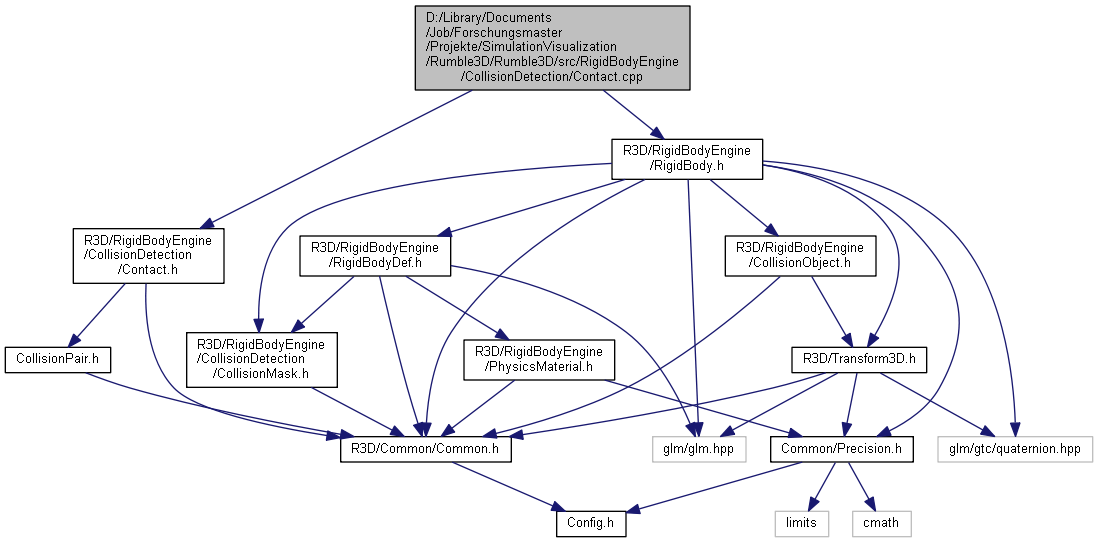 D:/Library/Documents
/Job/Forschungsmaster
/Projekte/SimulationVisualization
/Rumble3D/Rumble3D/src/RigidBodyEngine
/CollisionDetection/Contact.cpp
R3D/RigidBodyEngine
/RigidBody.h
R3D/RigidBodyEngine
/CollisionDetection
/Contact.h
R3D/RigidBodyEngine
/RigidBodyDef.h
R3D/RigidBodyEngine
/CollisionObject.h
CollisionPair.h
R3D/RigidBodyEngine
/CollisionDetection
/CollisionMask.h
R3D/RigidBodyEngine
/PhysicsMaterial.h
R3D/Transform3D.h
R3D/Common/Common.h
glm/glm.hpp
Common/Precision.h
glm/gtc/quaternion.hpp
Config.h
limits
cmath